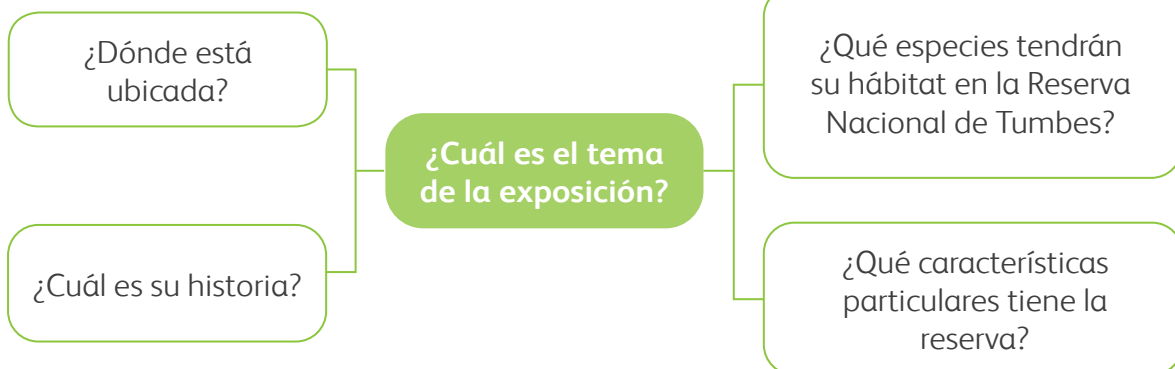 ¿Dónde está
ubicada?
¿Cuál es su historia?
¿Cuál es el tema
de la exposición?
¿Qué especies tendrán
su hábitat en la Reserva
Nacional de Tumbes?
¿Qué características
particulares tiene la
reserva?